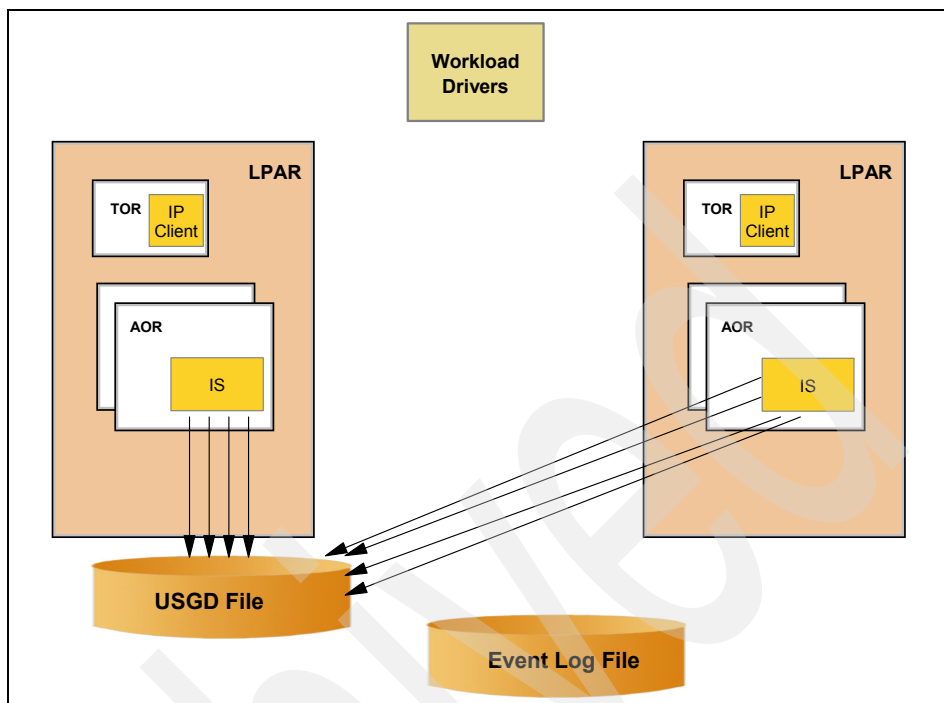 Workload
Drivers
LPAR
TOR
IP
Client
AOR
IS
LPAR
TOR
IP
Client
AOR
IS
USGD File
Event Log File